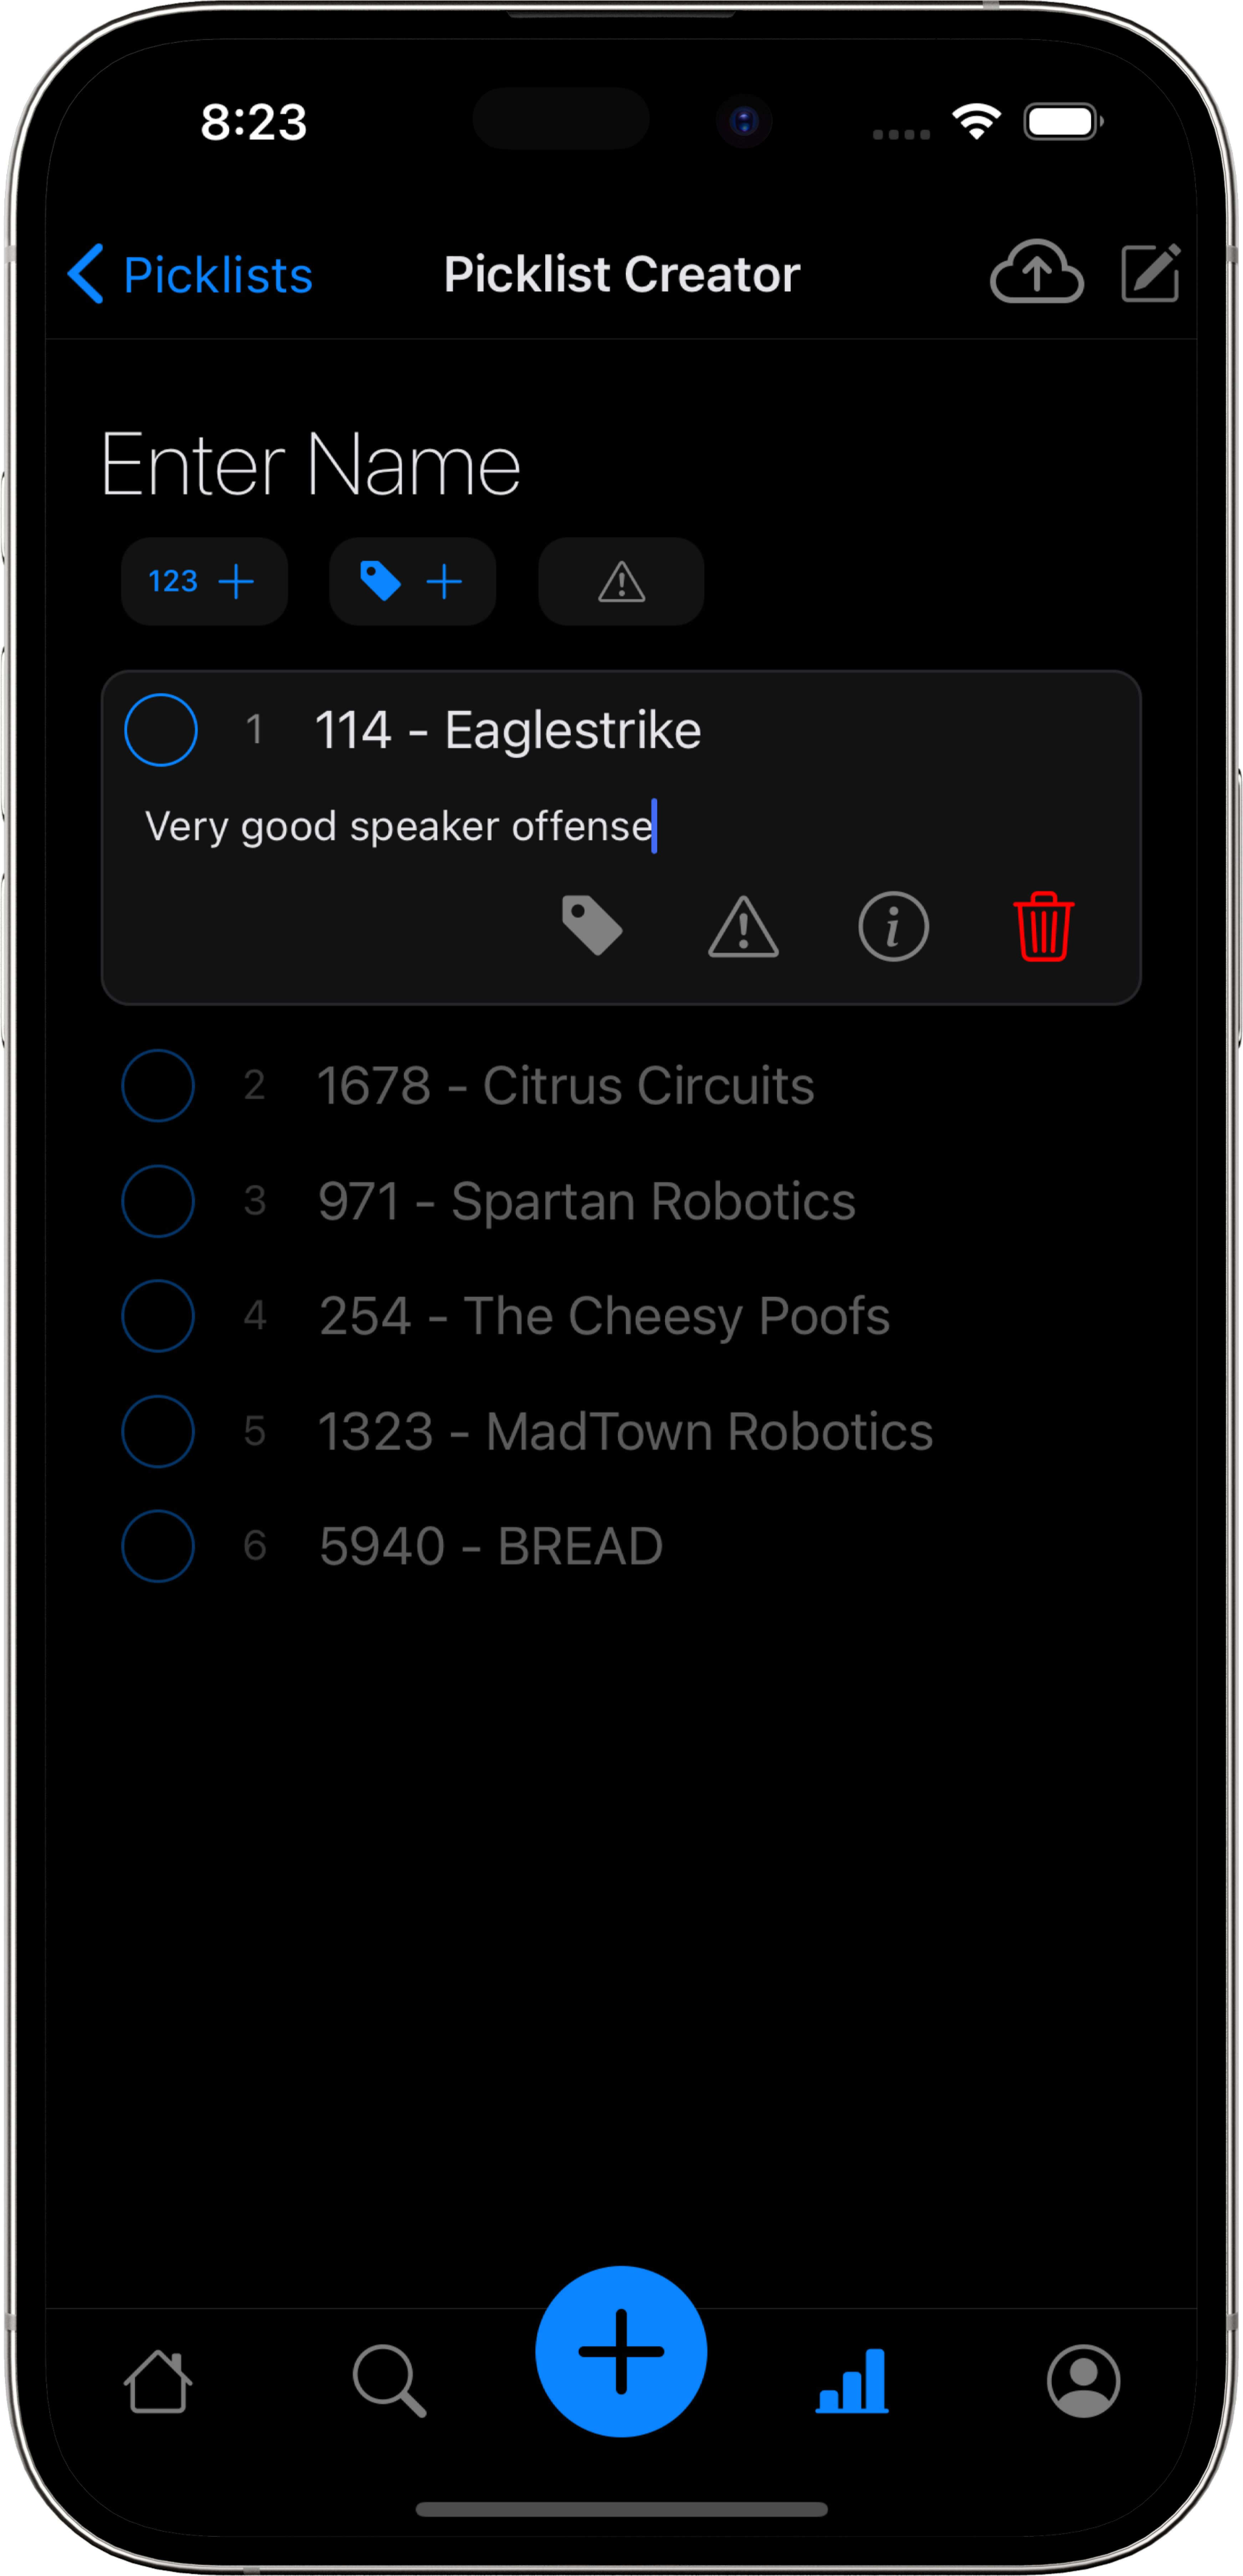 8:23
Picklists
Picklist Creator
Enter Name
123
1 114 - Eaglestrike
Very good speaker offense
2 1678 - Citrus Circuits
3 971 - Spartan Robotics
4 254 - The Cheesy Poofs
5 1323 - MadTown Robotics
6 5940 - BREAD